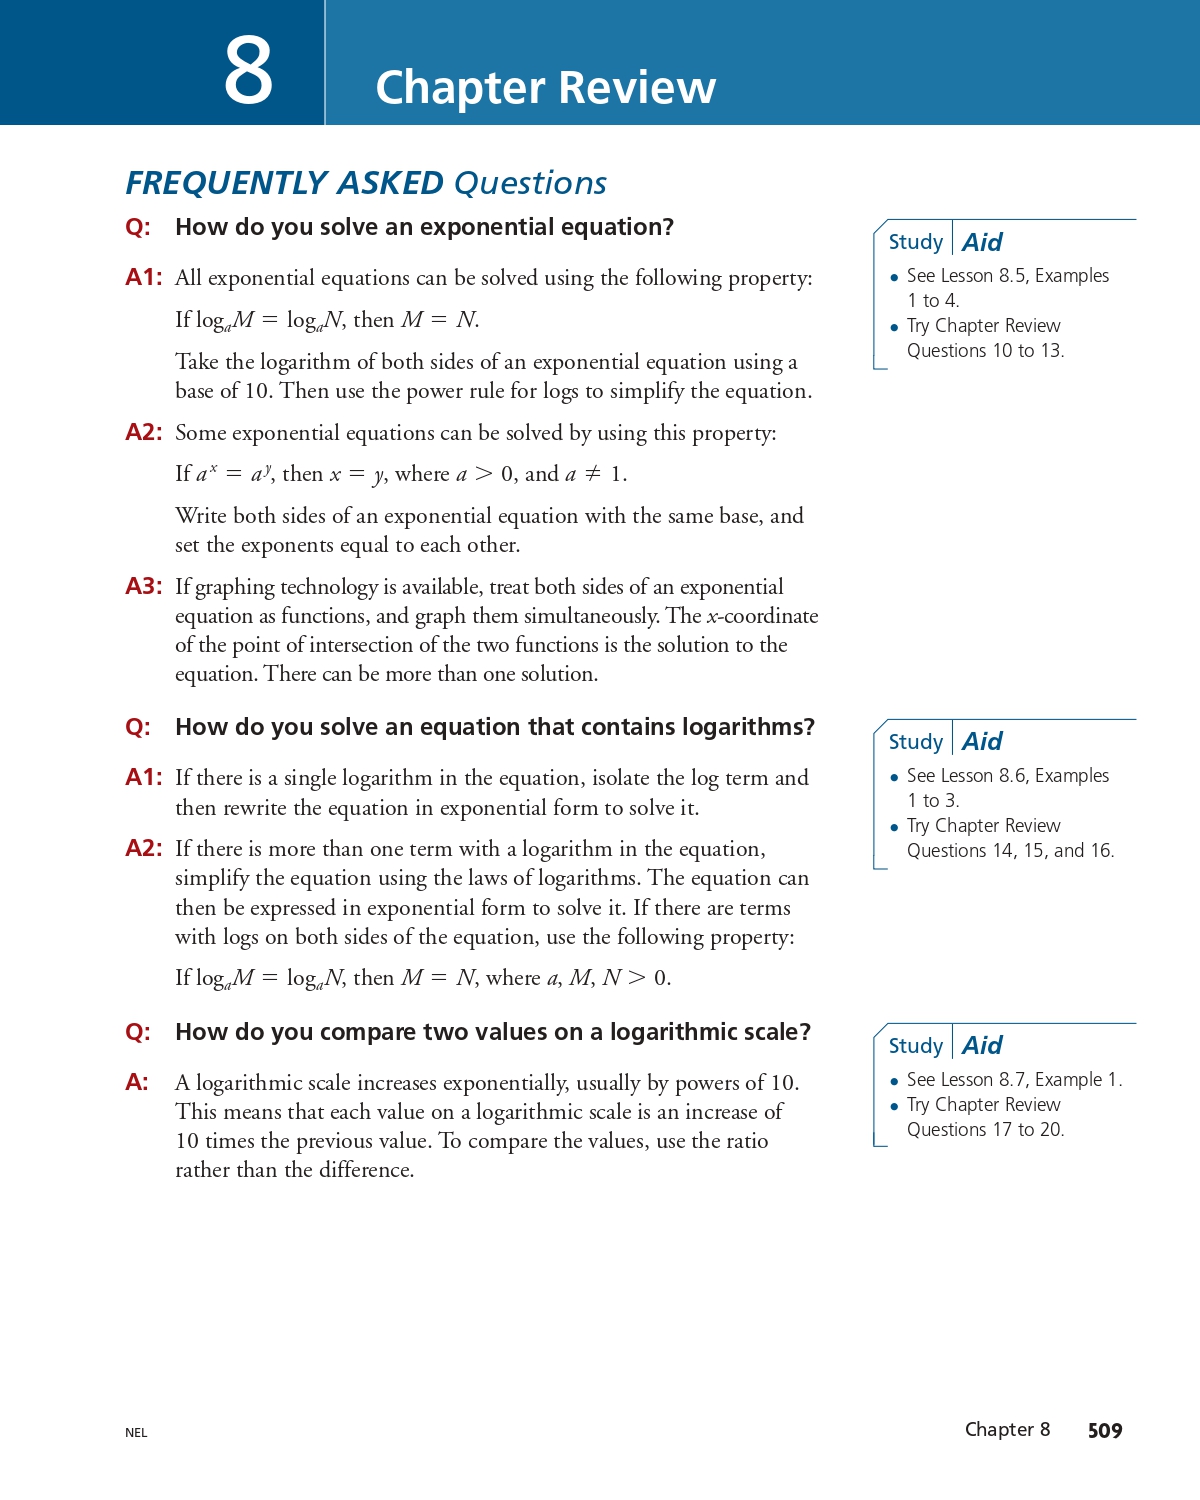 8
Chapter Review
FREQUENTLY ASKED Questions
Q: How do you solve an exponential equation?
A1: All exponential equations can be solved using the following property:
If logₐM = logₐN, then M = N.
Take the logarithm of both sides of an exponential equation using a
base of 10. Then use the power rule for logs to simplify the equation.
A2: Some exponential equations can be solved by using this property:
If aˣ = aʸ, then x = y, where a > 0, and a ≠ 1.
Write both sides of an exponential equation with the same base, and
set the exponents equal to each other.
A3: If graphing technology is available, treat both sides of an exponential
equation as functions, and graph them simultaneously. The x-coordinate
of the point of intersection of the two functions is the solution to the
equation. There can be more than one solution.
Study Aid
• See Lesson 8.5, Examples
1 to 4.
• Try Chapter Review
Questions 10 to 13.
Q: How do you solve an equation that contains logarithms?
A1: If there is a single logarithm in the equation, isolate the log term and
then rewrite the equation in exponential form to solve it.
A2: If there is more than one term with a logarithm in the equation,
simplify the equation using the laws of logarithms. The equation can
then be expressed in exponential form to solve it. If there are terms
with logs on both sides of the equation, use the following property:
If logₐM = logₐN, then M = N, where a, M, N > 0.
Study Aid
• See Lesson 8.6, Examples
1 to 3.
• Try Chapter Review
Questions 14, 15, and 16.
Q: How do you compare two values on a logarithmic scale?
A: A logarithmic scale increases exponentially, usually by powers of 10.
This means that each value on a logarithmic scale is an increase of
10 times the previous value. To compare the values, use the ratio
rather than the difference.
Study Aid
• See Lesson 8.7, Example 1.
• Try Chapter Review
Questions 17 to 20.
NEL
Chapter 8 509